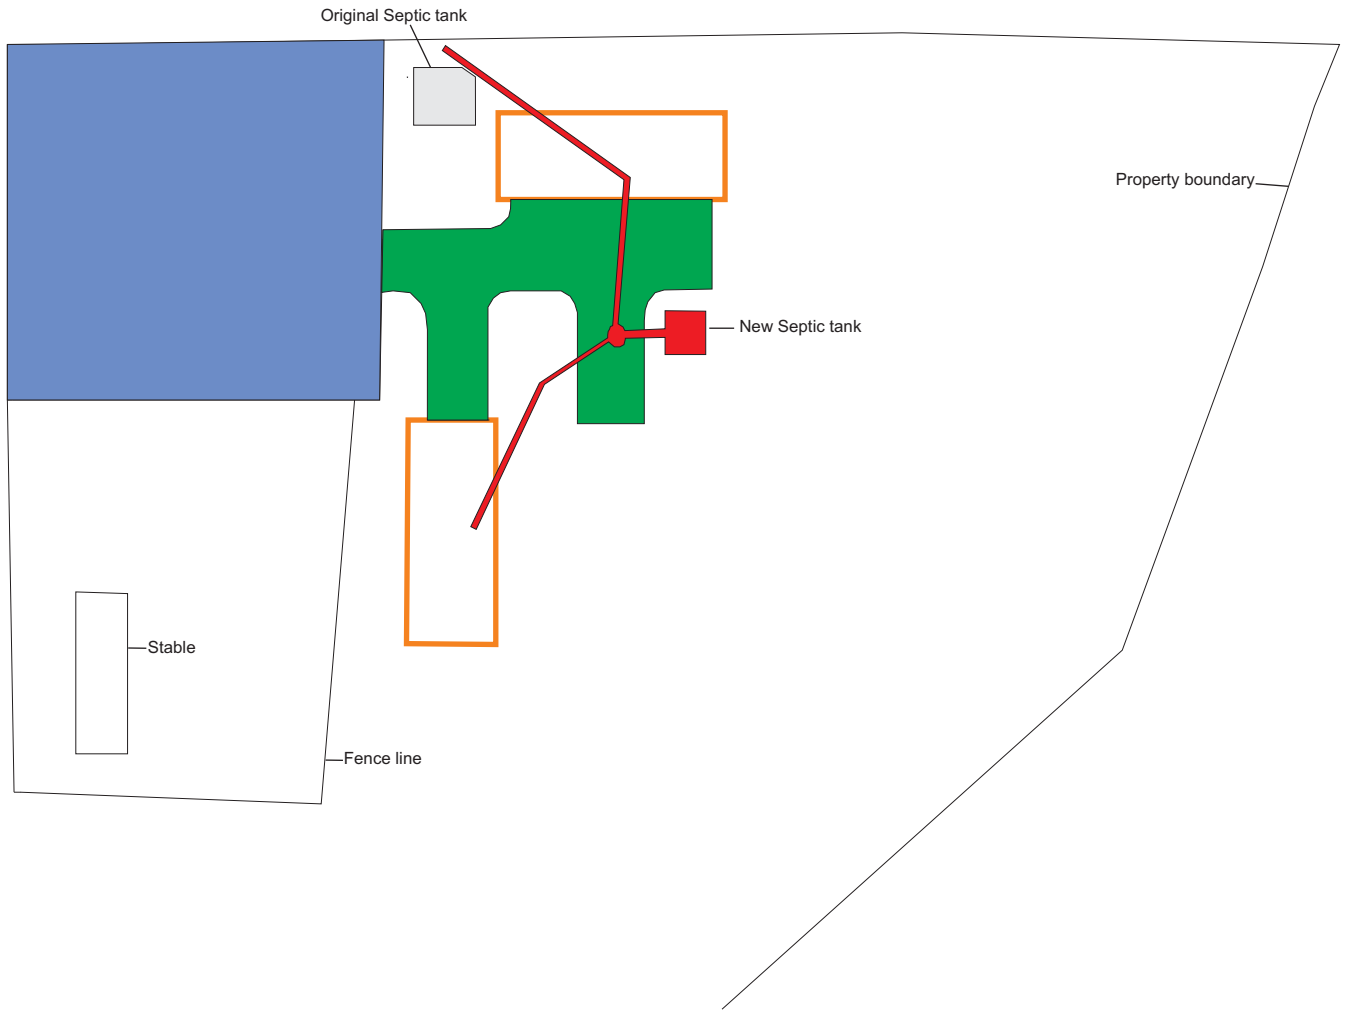 Original Septic tank
Property boundary
New Septic tank
Stable
Fence line